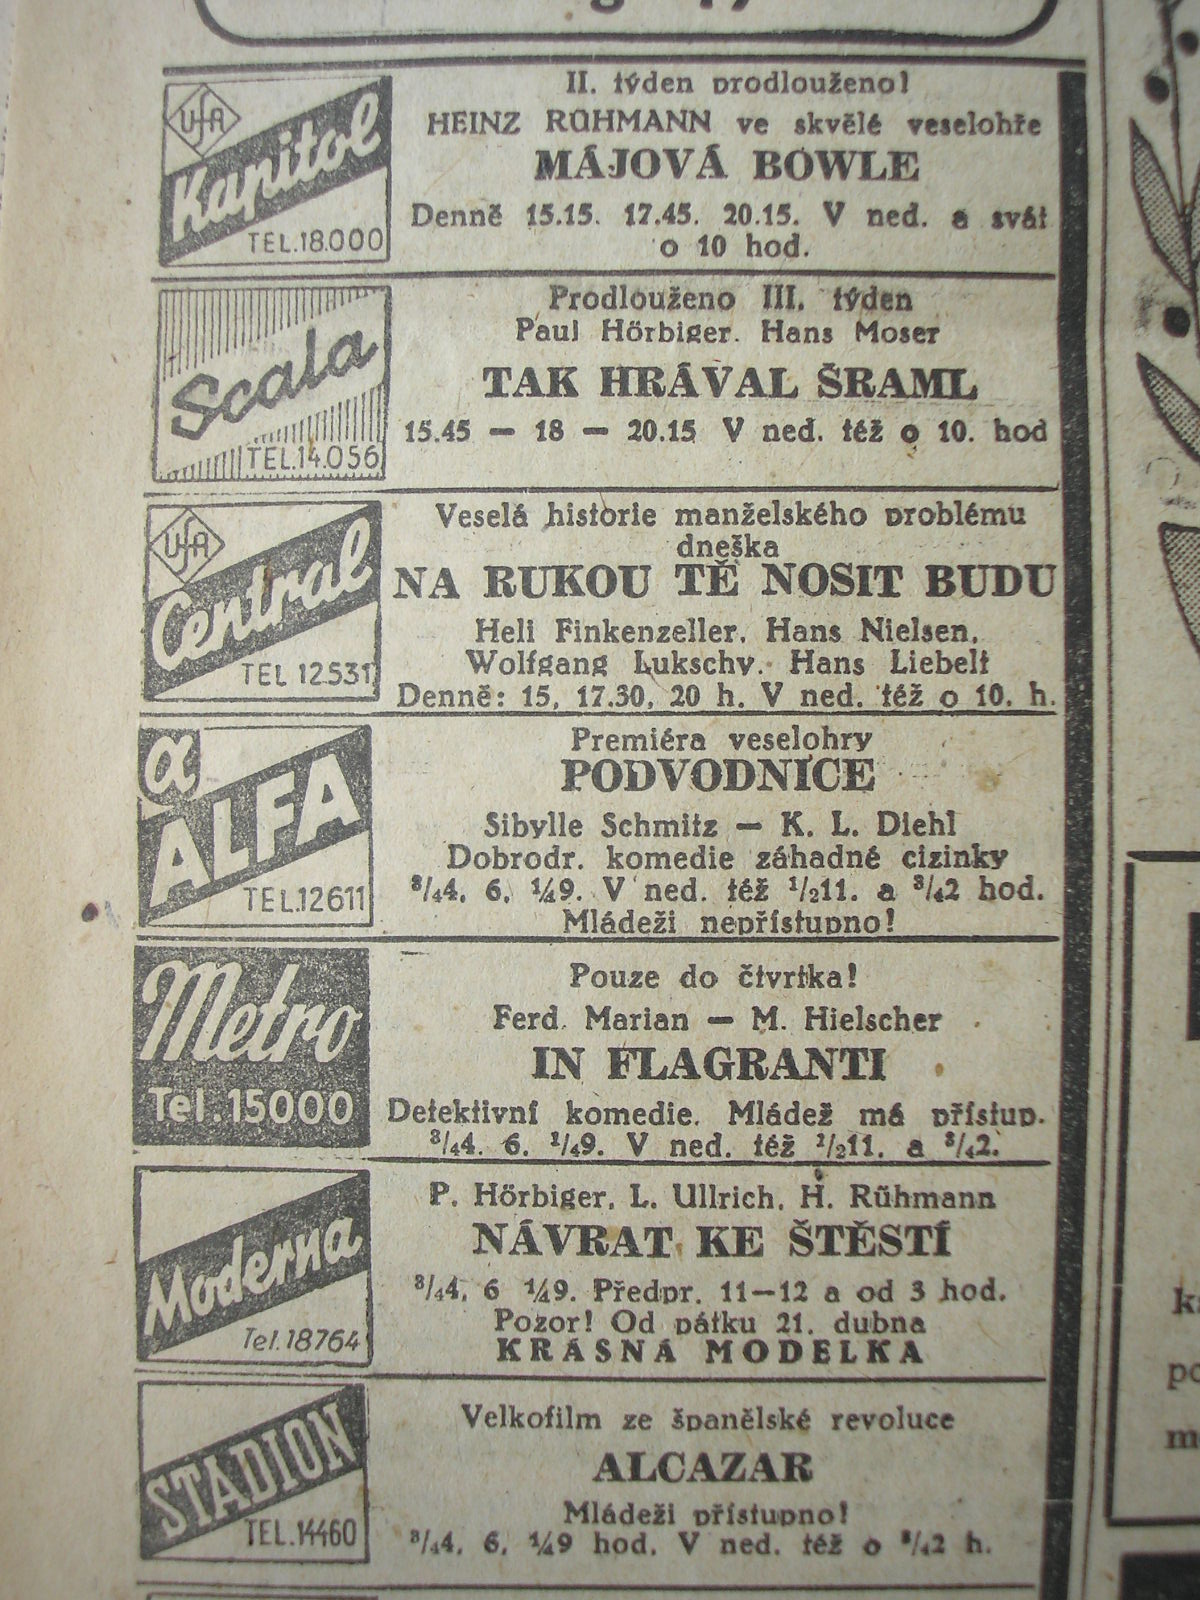 UfA
Kapitol
TEL.18.000
II. týden prodlouženo!
HEINZ RÜHMANN ve skvělé veselohře
MÁJOVÁ BOWLE
Denně 15.15. 17.45. 20.15. V ned. a svát
o 10 hod.
Scala
TEL.14.056
Prodlouženo III. týden
Paul Hörbiger. Hans Moser
TAK HRÁVAL ŠRAML
15.45 — 18 — 20.15 V ned. též o 10. hod
UfA
Central
TEL 12.531
Veselá historie manželského problému
dneška
NA RUKOU TĚ NOSIT BUDU
Heli Finkenzeller, Hans Nielsen,
Wolfgang Lukschy. Hans Liebelt
Denně: 15, 17.30, 20 h. V ned. též o 10. h.
α
ALFA
TEL.12611
Premiéra veselohry
PODVODNICE
Sibylle Schmitz — K. L. Diehl
Dobrodr. komedie záhadné cizinky
¾4, 6, ¼9. V ned. též ½11. a ¾2 hod.
Mládeži nepřístupno!
Metro
Tel.15000
Pouze do čtvrtka!
Ferd. Marian — M. Hielscher
IN FLAGRANTI
Detektivní komedie. Mládež má přístup.
¾4. 6. ¼9. V ned. též ½11. a ¾2.
Moderna
Tel.18764
P. Hörbiger, L. Ullrich, H. Rühmann
NÁVRAT KE ŠTĚSTÍ
¾4, 6 ¼9. Předpr. 11—12 a od 3 hod.
Pozor! Od pátku 21. dubna
KRÁSNÁ MODELKA
STADION
TEL.14460
Velkofilm ze španělské revoluce
ALCAZAR
Mládeži přístupno!
¾4, 6, ¼9 hod. V ned. též o ¾2 h.
po